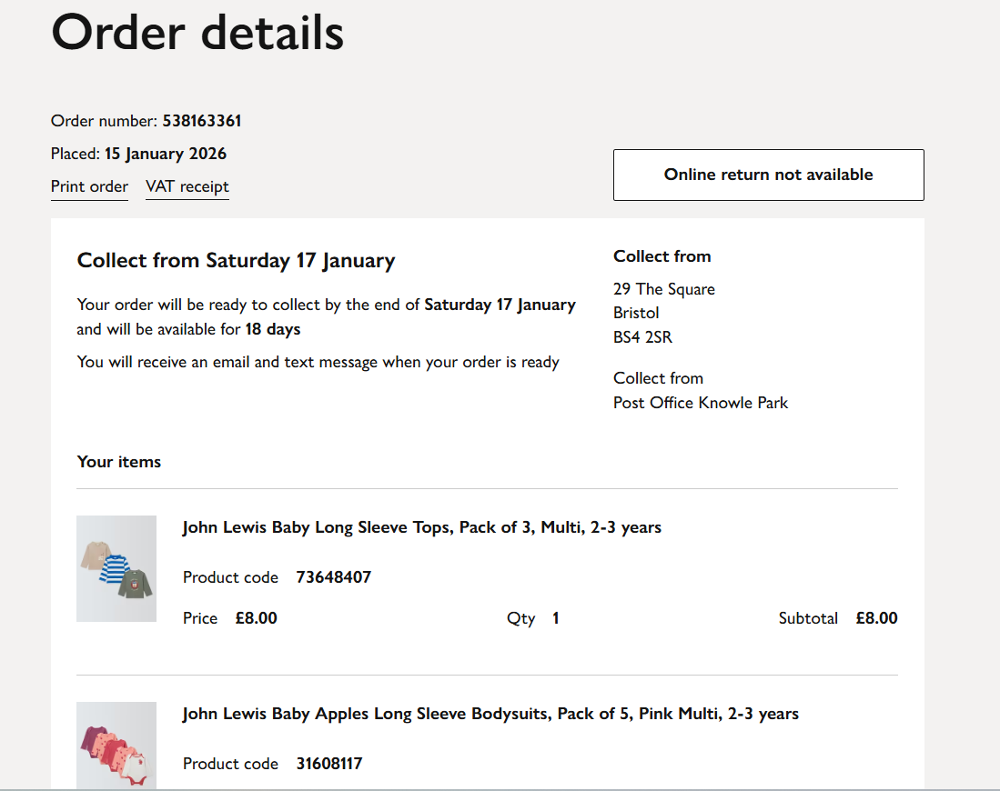 Order details
Order number: 538163361
Placed: 15 January 2026
Print order VAT receipt
Online return not available
Collect from Saturday 17 January
Your order will be ready to collect by the end of Saturday 17 January
and will be available for 18 days
You will receive an email and text message when your order is ready
Collect from
29 The Square
Bristol
BS4 2SR
Collect from
Post Office Knowle Park
Your items
John Lewis Baby Long Sleeve Tops, Pack of 3, Multi, 2-3 years
Product code 73648407
Price £8.00 Qty 1 Subtotal £8.00
John Lewis Baby Apples Long Sleeve Bodysuits, Pack of 5, Pink Multi, 2-3 years
Product code 31608117